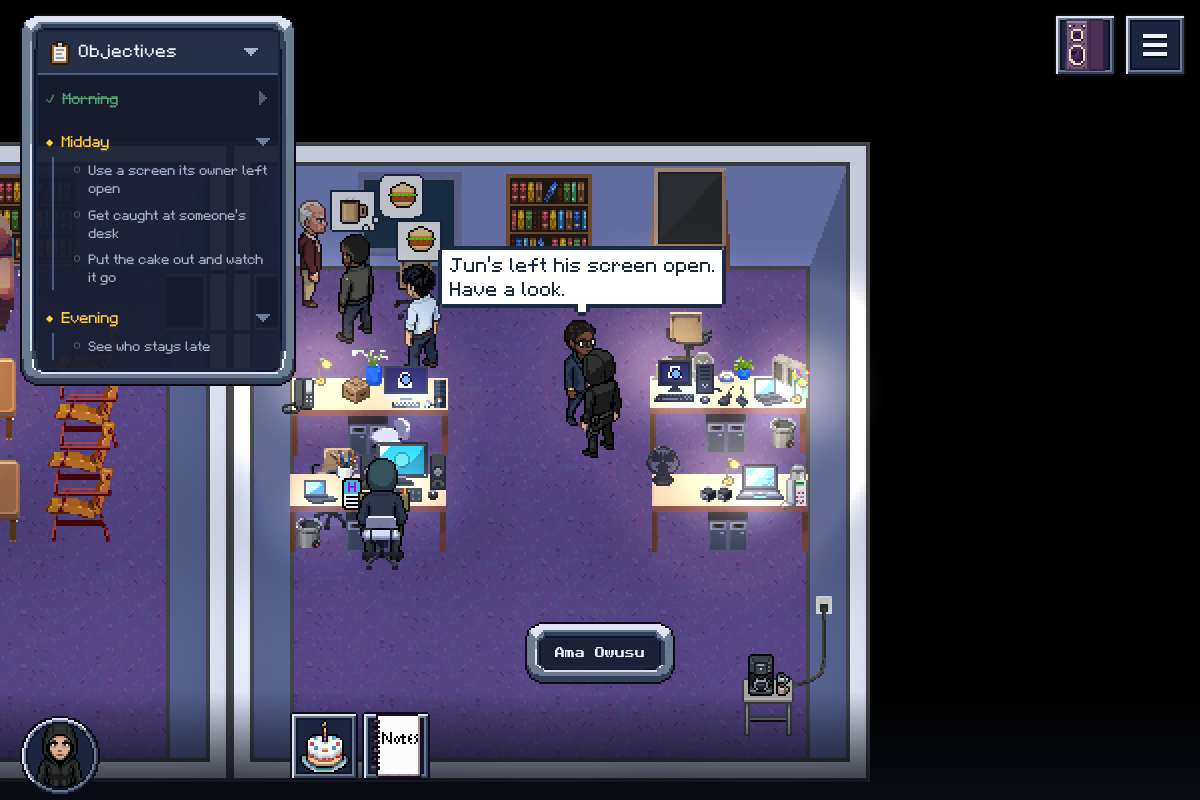 Objectives
Morning
Midday
Use a screen its owner left
open
Get caught at someone's
desk
Put the cake out and watch
it go
Evening
See who stays late
Jun's left his screen open.
Have a look.
H
Ama Owusu
Notes